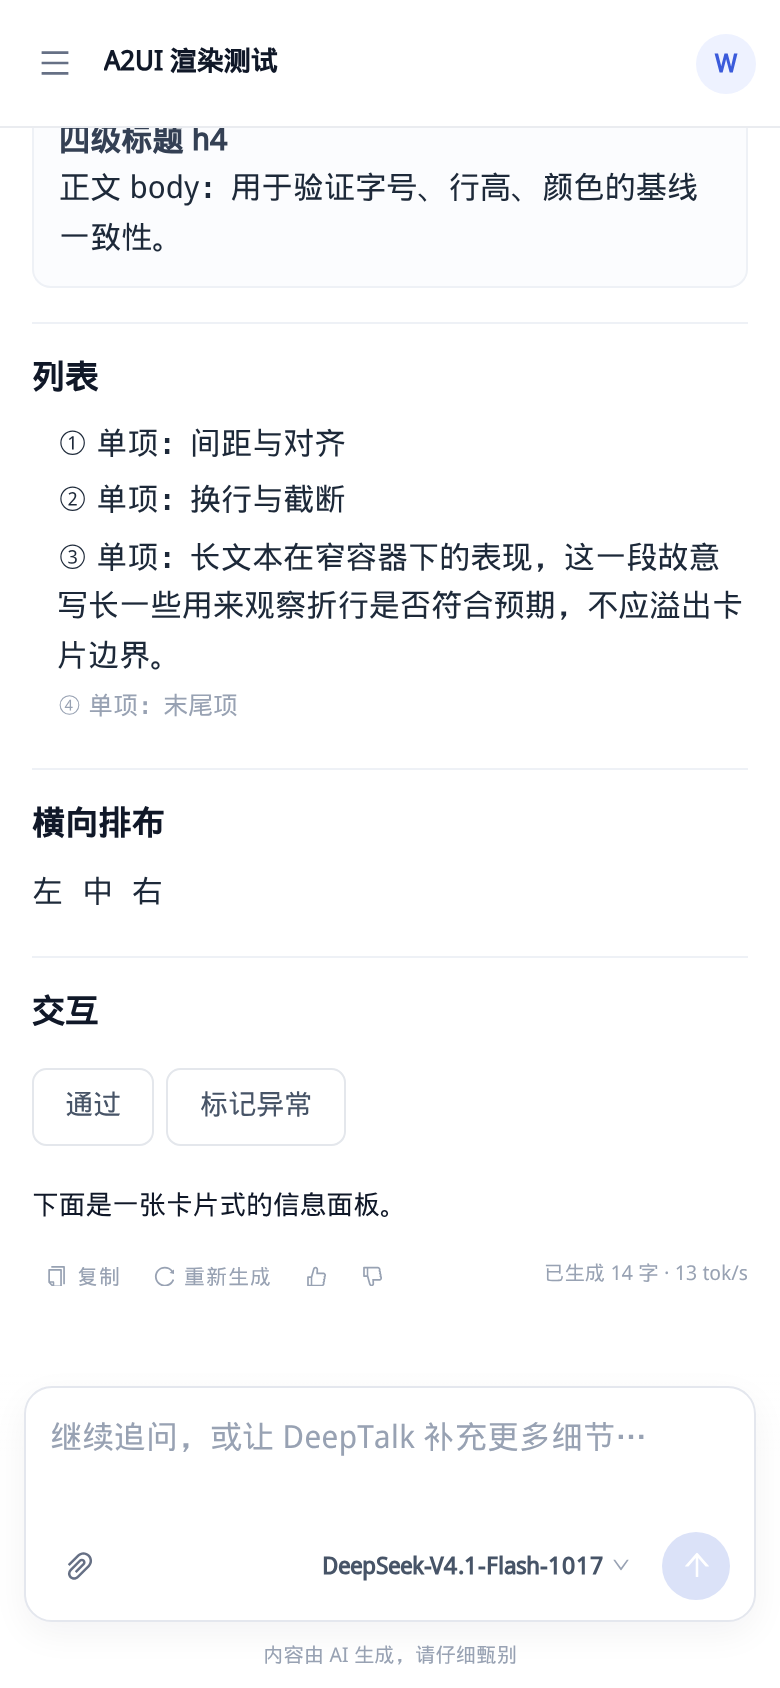 A2UI 渲染测试
W
四级标题 h4
正文 body：用于验证字号、行高、颜色的基线
一致性。
列表
① 单项：间距与对齐
② 单项：换行与截断
③ 单项：长文本在窄容器下的表现，这一段故意
写长一些用来观察折行是否符合预期，不应溢出卡
片边界。
④ 单项：末尾项
横向排布
左 中 右
交互
通过 标记异常
下面是一张卡片式的信息面板。
复制 重新生成 已生成 14 字 · 13 tok/s
继续追问，或让 DeepTalk 补充更多细节…
DeepSeek-V4.1-Flash-1017
内容由 AI 生成，请仔细甄别